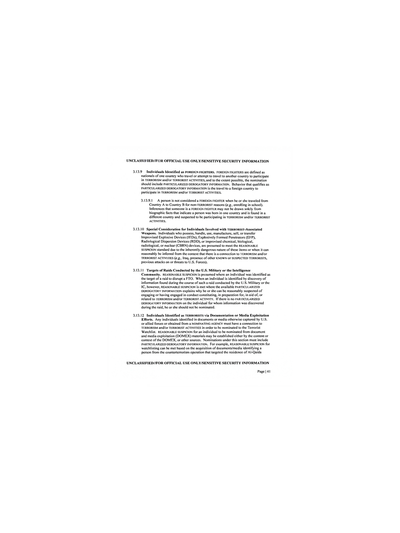 UNCLASSIFIED//FOR OFFICIAL USE ONLY/SENSITIVE SECURITY INFORMATION
3.13.9 Individuals Identified as FOREIGN FIGHTERS. FOREIGN FIGHTERS are defined as
nationals of one country who travel or attempt to travel to another country to participate
in TERRORISM and/or TERRORIST ACTIVITIES, and to the extent possible, the nomination
should include PARTICULARIZED DEROGATORY INFORMATION. Behavior that qualifies as
PARTICULARIZED DEROGATORY INFORMATION is the travel to a foreign country to
participate in TERRORISM and/or TERRORIST ACTIVITIES.
3.13.9.1 A person is not considered a FOREIGN FIGHTER when he or she traveled from
Country A to Country B for non-TERRORIST reasons (e.g., enrolling in school).
Inferences that someone is a FOREIGN FIGHTER may not be drawn solely from
biographic data that indicate a person was born in one country and is found in a
different country and suspected to be participating in TERRORISM and/or TERRORIST
ACTIVITIES.
3.13.10 Special Consideration for Individuals Involved with TERRORIST-Associated
Weapons. Individuals who possess, handle, use, manufacture, sell, or transfer
Improvised Explosive Devices (IEDs), Explosively Formed Penetrators (EFP),
Radiological Dispersion Devices (RDD), or improvised chemical, biological,
radiological, or nuclear (CBRN) devices, are presumed to meet the REASONABLE
SUSPICION standard due to the inherently dangerous nature of these items or when it can
reasonably be inferred from the context that there is a connection to TERRORISM and/or
TERRORIST ACTIVITIES (e.g., presence of other KNOWN or SUSPECTED TERRORISTS,
previous attacks on or threats to U.S. Forces).
3.13.11 Targets of Raids Conducted by the U.S. Military or the Intelligence
Community. REASONABLE SUSPICION is presumed when an individual was identified as
the target of a raid to disrupt a FTO. When an individual is identified by discovery of
information found during the course of such a raid conducted by the U.S. Military or the
IC, however, REASONABLE SUSPICION is met where the available PARTICULARIZED
DEROGATORY INFORMATION explains why he or she can be reasonably suspected of
engaging in having engaged in conduct constituting, in preparation for, in aid of, or
related to TERRORISM and/or TERRORIST ACTIVITY. If there is no PARTICULARIZED
DEROGATORY INFORMATION on the individual for whom information was discovered
during the raid, he or she should not be nominated.
3.13.12 Individuals Identified as TERRORISTS via Documentation or Media Exploitation
Efforts. Any individuals identified in documents or media otherwise captured by U.S.
or allied forces or obtained from a NOMINATING AGENCY must have a connection to
TERRORISM and/or TERRORIST ACTIVITIES in order to be nominated to the Terrorist
Watchlist. REASONABLE SUSPICION for an individual to be nominated from document
and media exploitation (DOMEX) materials may be established either by the content or
context of the DOMEX, or other sources. Nominations under this section must include
PARTICULARIZED DEROGATORY INFORMATION. For example, REASONABLE SUSPICION for
watchlisting can be met based on the acquisition of documents/media identifying a
person from the counterterrorism operation that targeted the residence of Al-Qaida
UNCLASSIFIED//FOR OFFICIAL USE ONLY/SENSITIVE SECURITY INFORMATION
Page |